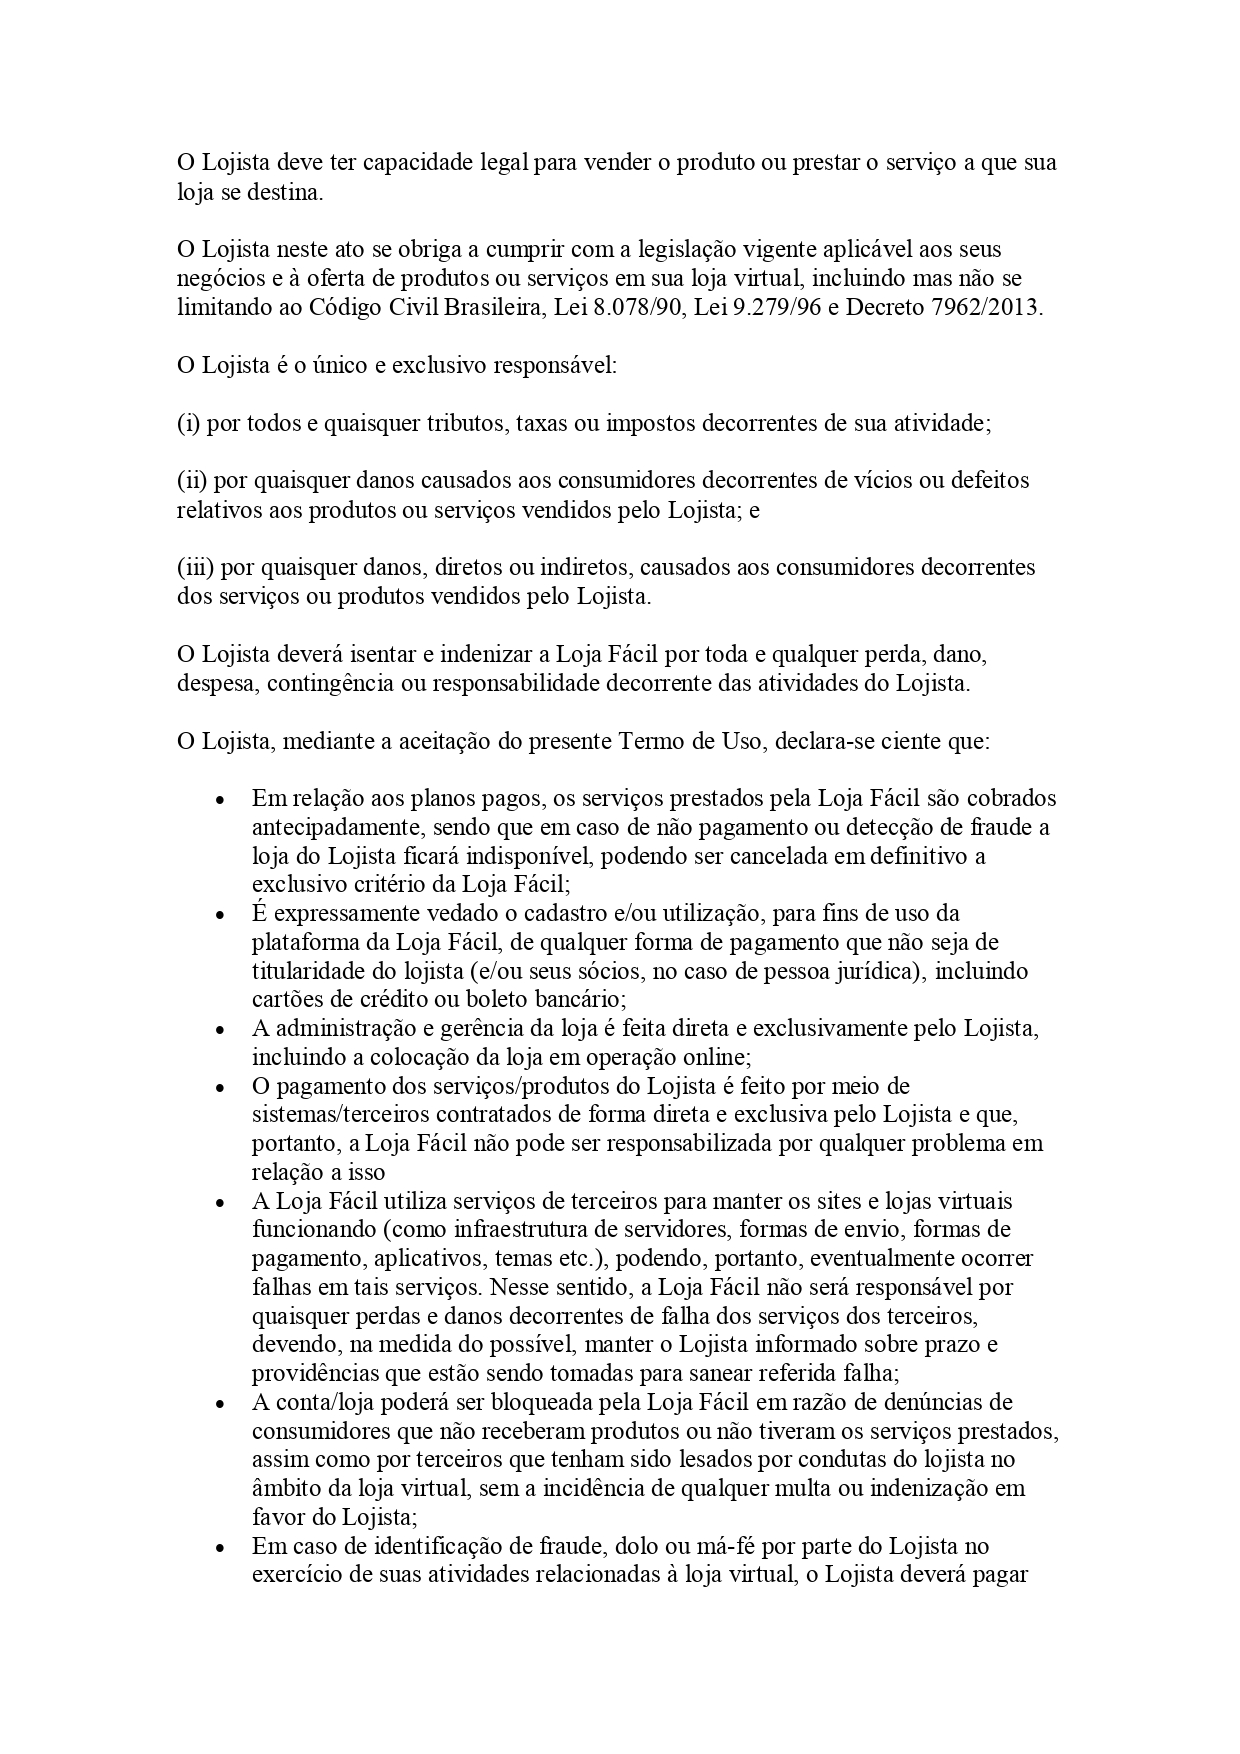 O Lojista deve ter capacidade legal para vender o produto ou prestar o serviço a que sua
loja se destina.
O Lojista neste ato se obriga a cumprir com a legislação vigente aplicável aos seus
negócios e à oferta de produtos ou serviços em sua loja virtual, incluindo mas não se
limitando ao Código Civil Brasileira, Lei 8.078/90, Lei 9.279/96 e Decreto 7962/2013.
O Lojista é o único e exclusivo responsável:
(i) por todos e quaisquer tributos, taxas ou impostos decorrentes de sua atividade;
(ii) por quaisquer danos causados aos consumidores decorrentes de vícios ou defeitos
relativos aos produtos ou serviços vendidos pelo Lojista; e
(iii) por quaisquer danos, diretos ou indiretos, causados aos consumidores decorrentes
dos serviços ou produtos vendidos pelo Lojista.
O Lojista deverá isentar e indenizar a Loja Fácil por toda e qualquer perda, dano,
despesa, contingência ou responsabilidade decorrente das atividades do Lojista.
O Lojista, mediante a aceitação do presente Termo de Uso, declara-se ciente que:
• Em relação aos planos pagos, os serviços prestados pela Loja Fácil são cobrados
antecipadamente, sendo que em caso de não pagamento ou detecção de fraude a
loja do Lojista ficará indisponível, podendo ser cancelada em definitivo a
exclusivo critério da Loja Fácil;
• É expressamente vedado o cadastro e/ou utilização, para fins de uso da
plataforma da Loja Fácil, de qualquer forma de pagamento que não seja de
titularidade do lojista (e/ou seus sócios, no caso de pessoa jurídica), incluindo
cartões de crédito ou boleto bancário;
• A administração e gerência da loja é feita direta e exclusivamente pelo Lojista,
incluindo a colocação da loja em operação online;
• O pagamento dos serviços/produtos do Lojista é feito por meio de
sistemas/terceiros contratados de forma direta e exclusiva pelo Lojista e que,
portanto, a Loja Fácil não pode ser responsabilizada por qualquer problema em
relação a isso
• A Loja Fácil utiliza serviços de terceiros para manter os sites e lojas virtuais
funcionando (como infraestrutura de servidores, formas de envio, formas de
pagamento, aplicativos, temas etc.), podendo, portanto, eventualmente ocorrer
falhas em tais serviços. Nesse sentido, a Loja Fácil não será responsável por
quaisquer perdas e danos decorrentes de falha dos serviços dos terceiros,
devendo, na medida do possível, manter o Lojista informado sobre prazo e
providências que estão sendo tomadas para sanear referida falha;
• A conta/loja poderá ser bloqueada pela Loja Fácil em razão de denúncias de
consumidores que não receberam produtos ou não tiveram os serviços prestados,
assim como por terceiros que tenham sido lesados por condutas do lojista no
âmbito da loja virtual, sem a incidência de qualquer multa ou indenização em
favor do Lojista;
• Em caso de identificação de fraude, dolo ou má-fé por parte do Lojista no
exercício de suas atividades relacionadas à loja virtual, o Lojista deverá pagar